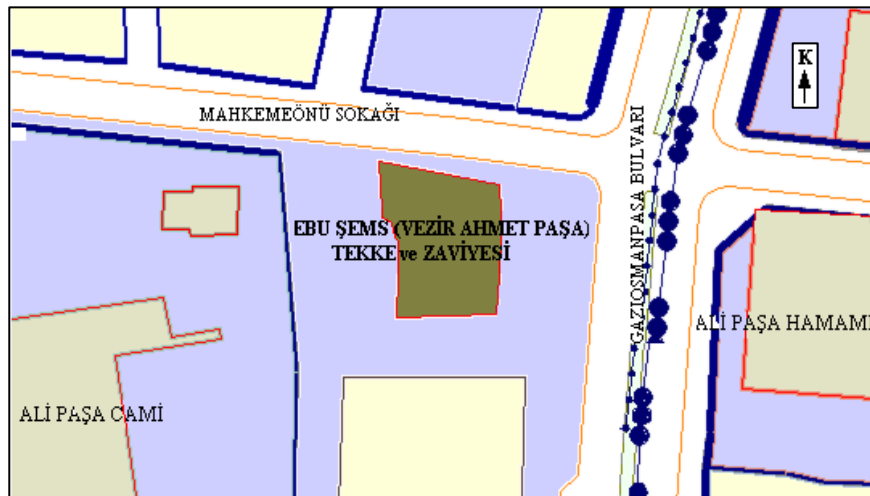 K
MAHKEMEÖNÜ SOKAĞI
GAZİOSMANPASA BULVARI
EBU ŞEMS (VEZİR AHMET PAŞA)
TEKKE ve ZAVİYESİ
ALİ PAŞA HAMAMI
ALİ PAŞA CAMİ